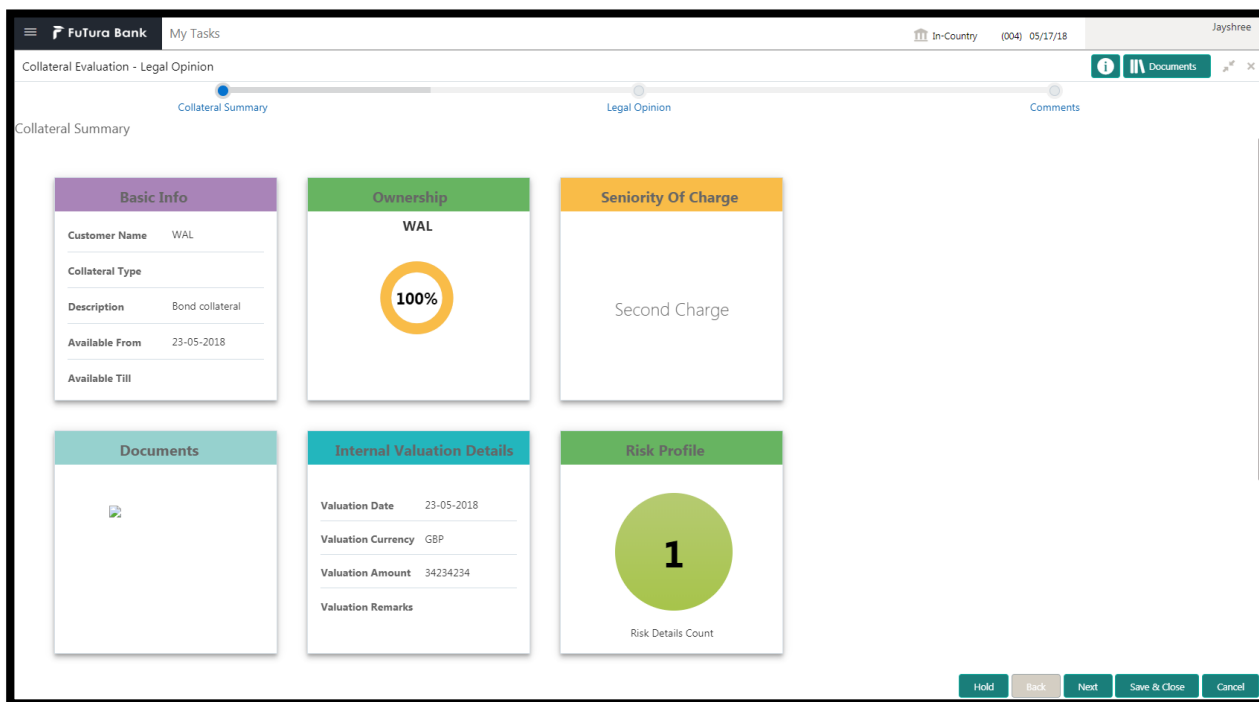 FuTura Bank My Tasks In-Country (004) 05/17/18 Jayshree
Collateral Evaluation - Legal Opinion i Documents
Collateral Summary Legal Opinion Comments
Collateral Summary
Basic Info
Customer Name WAL
Collateral Type
Description Bond collateral
Available From 23-05-2018
Available Till
Ownership
WAL
100%
Seniority Of Charge
Second Charge
Documents
Internal Valuation Details
Valuation Date 23-05-2018
Valuation Currency GBP
Valuation Amount 34234234
Valuation Remarks
Risk Profile
1
Risk Details Count
Hold Back Next Save & Close Cancel